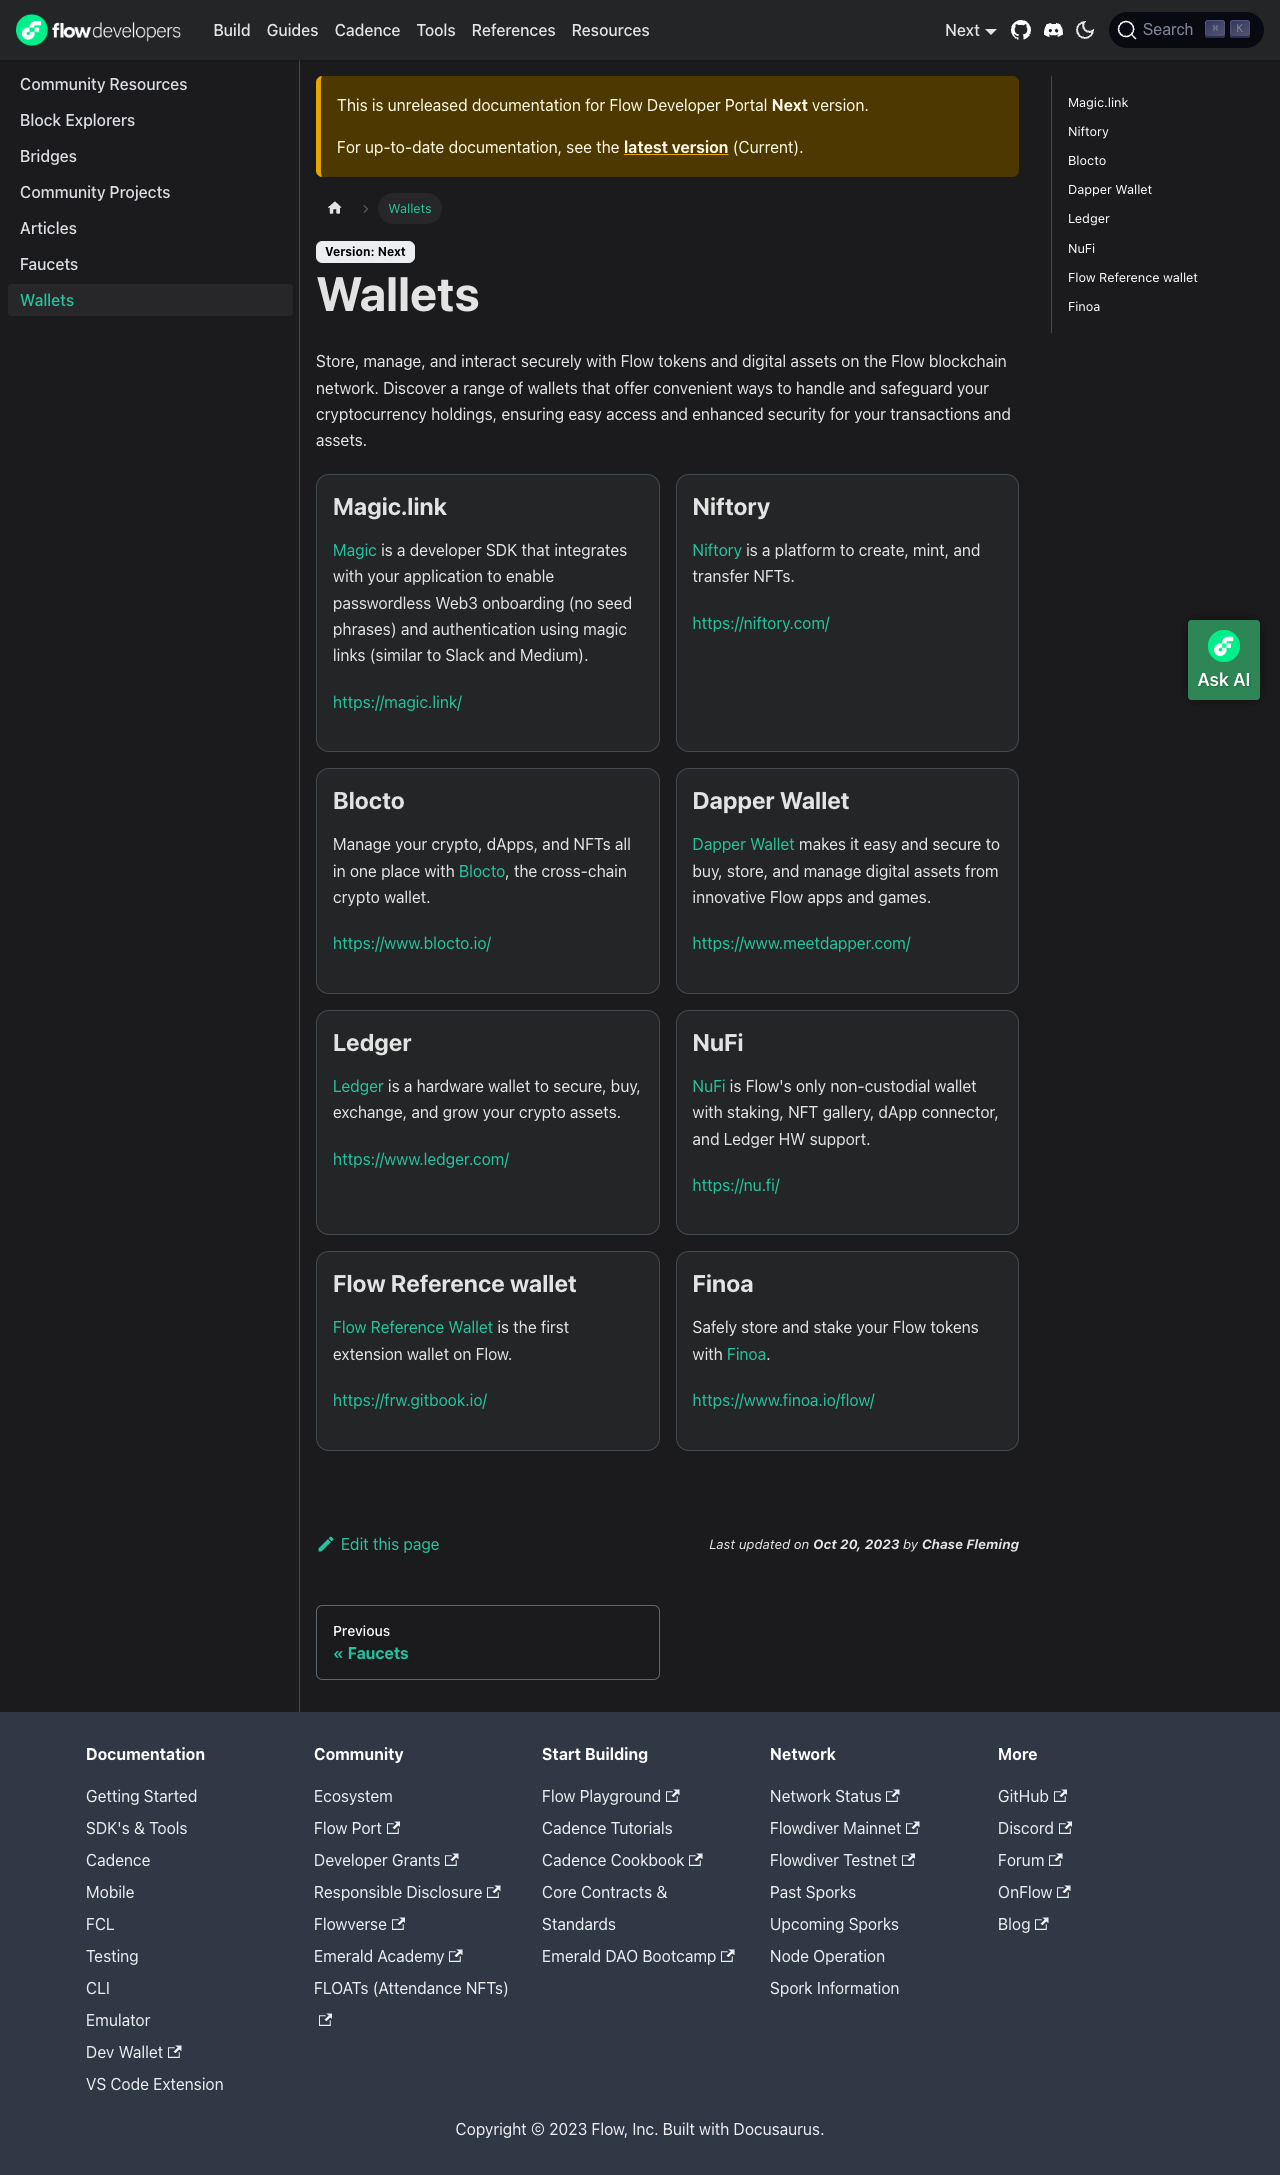 flowdevelopers
Build Guides Cadence Tools References Resources
Next
Search ⌘ K
Community Resources
Block Explorers
Bridges
Community Projects
Articles
Faucets
Wallets
This is unreleased documentation for Flow Developer Portal Next version.
For up-to-date documentation, see the latest version (Current).
Wallets
Version: Next
Wallets
Store, manage, and interact securely with Flow tokens and digital assets on the Flow blockchain
network. Discover a range of wallets that offer convenient ways to handle and safeguard your
cryptocurrency holdings, ensuring easy access and enhanced security for your transactions and
assets.
Magic.link
Magic is a developer SDK that integrates
with your application to enable
passwordless Web3 onboarding (no seed
phrases) and authentication using magic
links (similar to Slack and Medium).
https://magic.link/
Niftory
Niftory is a platform to create, mint, and
transfer NFTs.
https://niftory.com/
Blocto
Manage your crypto, dApps, and NFTs all
in one place with Blocto, the cross-chain
crypto wallet.
https://www.blocto.io/
Dapper Wallet
Dapper Wallet makes it easy and secure to
buy, store, and manage digital assets from
innovative Flow apps and games.
https://www.meetdapper.com/
Ledger
Ledger is a hardware wallet to secure, buy,
exchange, and grow your crypto assets.
https://www.ledger.com/
NuFi
NuFi is Flow's only non-custodial wallet
with staking, NFT gallery, dApp connector,
and Ledger HW support.
https://nu.fi/
Flow Reference wallet
Flow Reference Wallet is the first
extension wallet on Flow.
https://frw.gitbook.io/
Finoa
Safely store and stake your Flow tokens
with Finoa.
https://www.finoa.io/flow/
Edit this page
Last updated on Oct 20, 2023 by Chase Fleming
Previous
« Faucets
Magic.link
Niftory
Blocto
Dapper Wallet
Ledger
NuFi
Flow Reference wallet
Finoa
Ask AI
Documentation
Getting Started
SDK's & Tools
Cadence
Mobile
FCL
Testing
CLI
Emulator
Dev Wallet
VS Code Extension
Community
Ecosystem
Flow Port
Developer Grants
Responsible Disclosure
Flowverse
Emerald Academy
FLOATs (Attendance NFTs)
Start Building
Flow Playground
Cadence Tutorials
Cadence Cookbook
Core Contracts &
Standards
Emerald DAO Bootcamp
Network
Network Status
Flowdiver Mainnet
Flowdiver Testnet
Past Sporks
Upcoming Sporks
Node Operation
Spork Information
More
GitHub
Discord
Forum
OnFlow
Blog
Copyright © 2023 Flow, Inc. Built with Docusaurus.